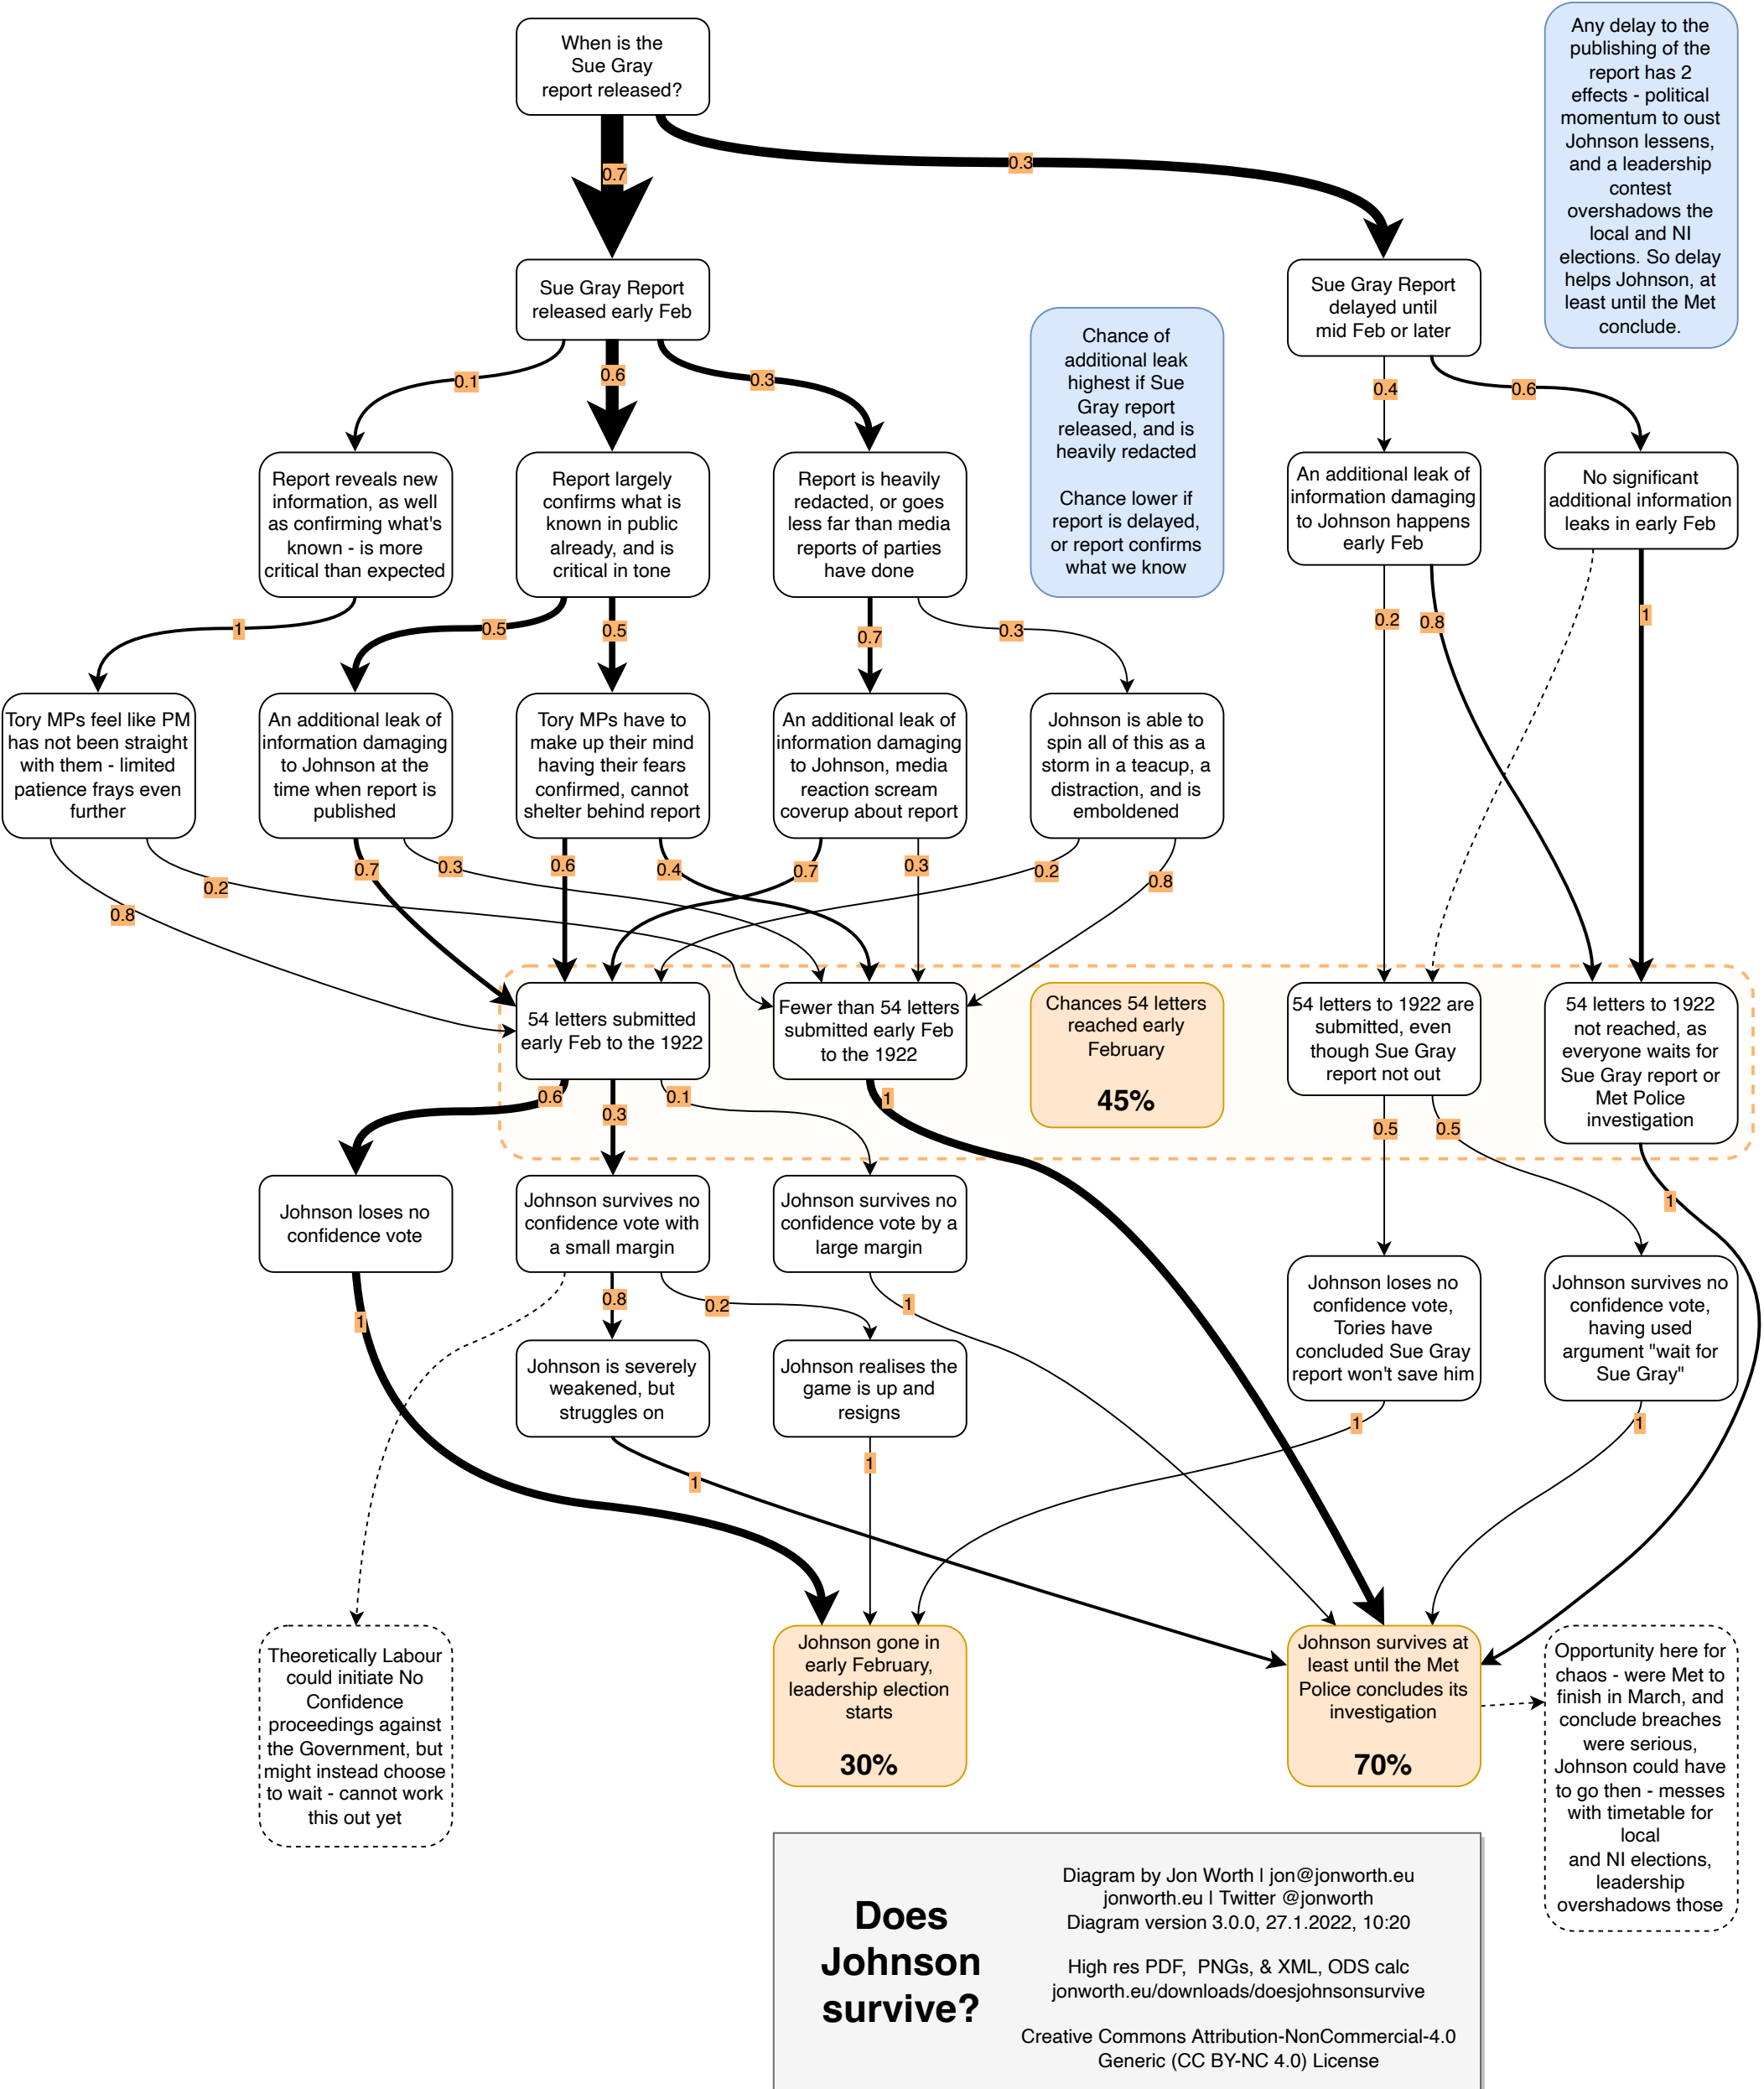 When is the
Sue Gray
report released?
Any delay to the
publishing of the
report has 2
effects - political
momentum to oust
Johnson lessens,
and a leadership
contest
overshadows the
local and NI
elections. So delay
helps Johnson, at
least until the Met
conclude.
0.7
0.3
Sue Gray Report
released early Feb
Sue Gray Report
delayed until
mid Feb or later
Chance of
additional leak
highest if Sue
Gray report
released, and is
heavily redacted
Chance lower if
report is delayed,
or report confirms
what we know
0.1
0.6
0.3
0.4
0.6
Report reveals new
information, as well
as confirming what's
known - is more
critical than expected
Report largely
confirms what is
known in public
already, and is
critical in tone
Report is heavily
redacted, or goes
less far than media
reports of parties
have done
An additional leak of
information damaging
to Johnson happens
early Feb
No significant
additional information
leaks in early Feb
1
0.5
0.5
0.7
0.3
0.2
0.8
1
Tory MPs feel like PM
has not been straight
with them - limited
patience frays even
further
An additional leak of
information damaging
to Johnson at the
time when report is
published
Tory MPs have to
make up their mind
having their fears
confirmed, cannot
shelter behind report
An additional leak of
information damaging
to Johnson, media
reaction scream
coverup about report
Johnson is able to
spin all of this as a
storm in a teacup, a
distraction, and is
emboldened
0.8
0.2
0.7
0.3
0.6
0.4
0.7
0.3
0.2
0.8
54 letters submitted
early Feb to the 1922
Fewer than 54 letters
submitted early Feb
to the 1922
Chances 54 letters
reached early
February
45%
54 letters to 1922 are
submitted, even
though Sue Gray
report not out
54 letters to 1922
not reached, as
everyone waits for
Sue Gray report or
Met Police
investigation
0.6
0.3
0.1
1
0.5
0.5
1
Johnson loses no
confidence vote
Johnson survives no
confidence vote with
a small margin
Johnson survives no
confidence vote by a
large margin
Johnson loses no
confidence vote,
Tories have
concluded Sue Gray
report won't save him
Johnson survives no
confidence vote,
having used
argument "wait for
Sue Gray"
1
0.8
0.2
1
Johnson is severely
weakened, but
struggles on
Johnson realises the
game is up and
resigns
1
1
1
1
Theoretically Labour
could initiate No
Confidence
proceedings against
the Government, but
might instead choose
to wait - cannot work
this out yet
Johnson gone in
early February,
leadership election
starts
30%
Johnson survives at
least until the Met
Police concludes its
investigation
70%
Opportunity here for
chaos - were Met to
finish in March, and
conclude breaches
were serious,
Johnson could have
to go then - messes
with timetable for
local
and NI elections,
leadership
overshadows those
Does
Johnson
survive?
Diagram by Jon Worth | jon@jonworth.eu
jonworth.eu | Twitter @jonworth
Diagram version 3.0.0, 27.1.2022, 10:20
High res PDF, PNGs, & XML, ODS calc
jonworth.eu/downloads/doesjohnsonsurvive
Creative Commons Attribution-NonCommercial-4.0
Generic (CC BY-NC 4.0) License